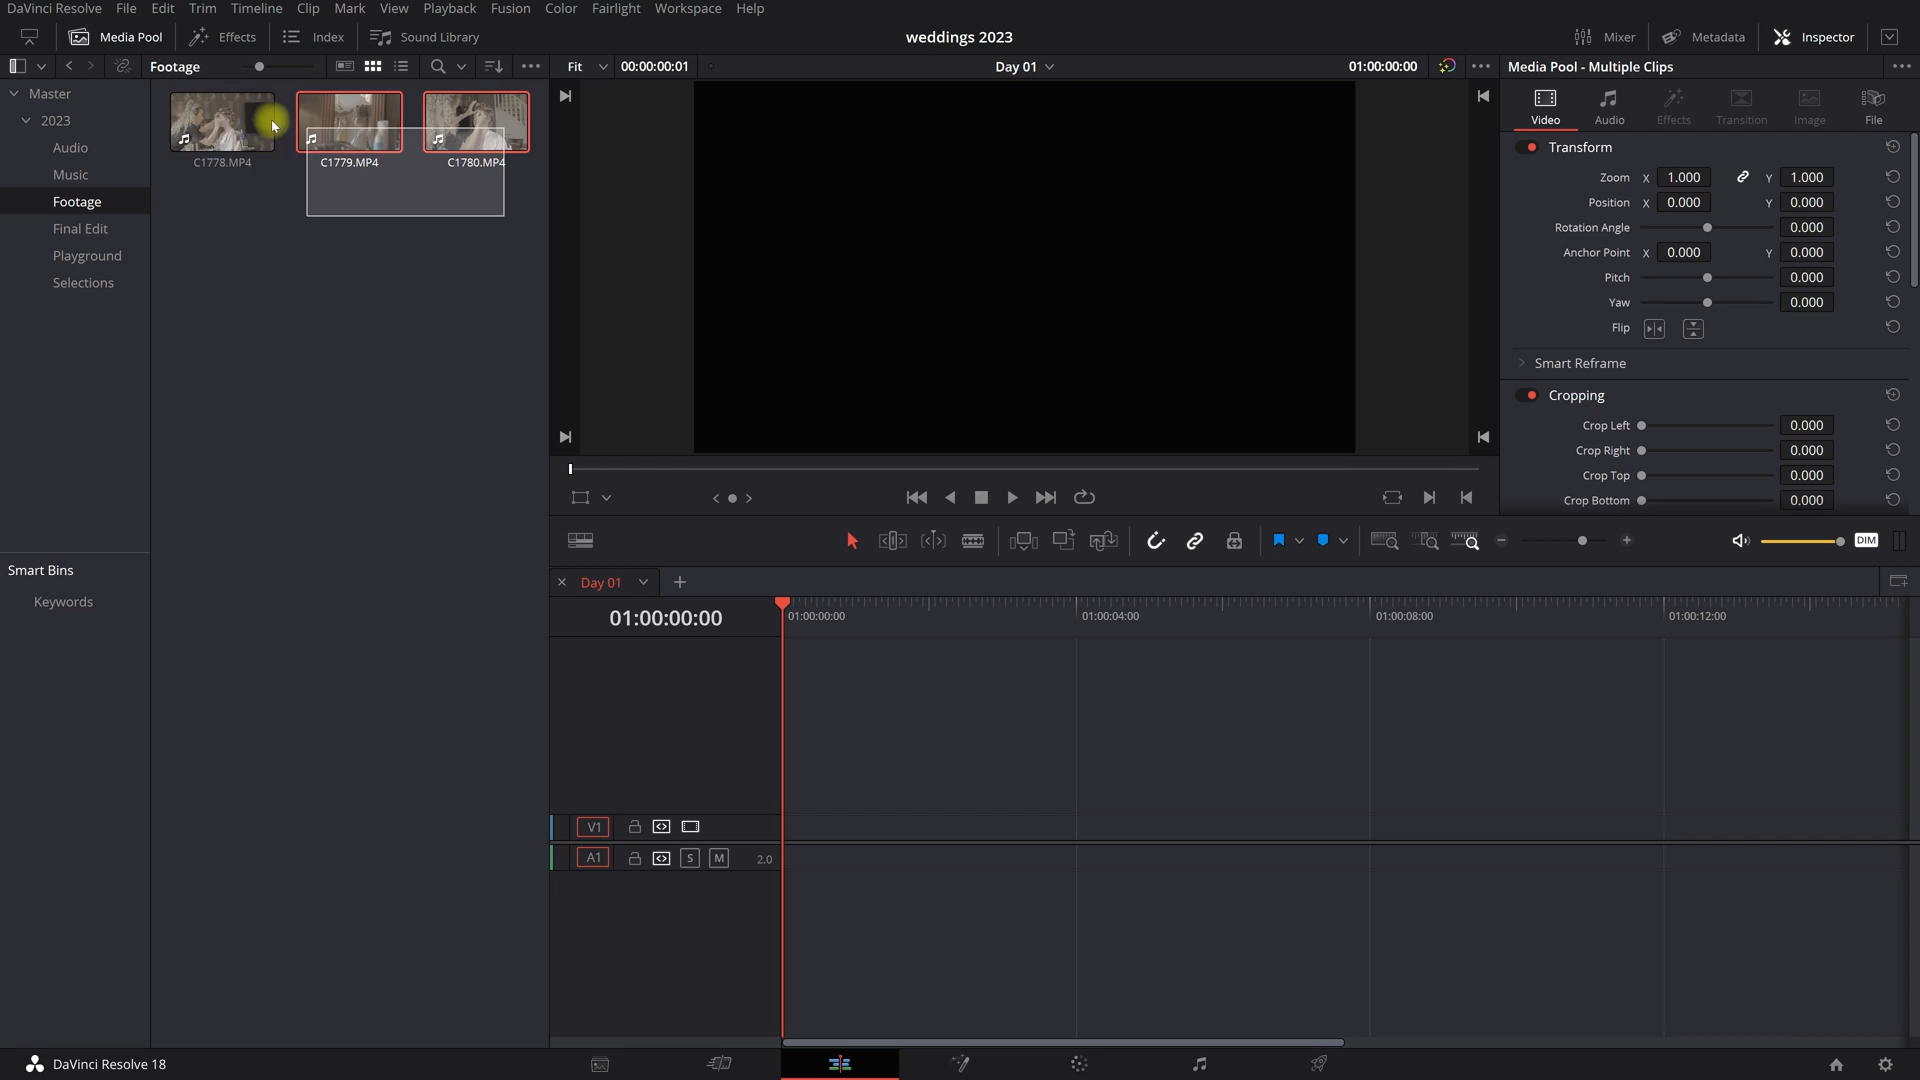 DaVinci Resolve File Edit Trim Timeline Clip Mark View Playback Fusion Color Fairlight Workspace Help
Media Pool Effects Index Sound Library weddings 2023 Mixer Metadata Inspector
Footage Fit 00:00:00:01 Day 01 01:00:00:00 Media Pool - Multiple Clips
Master
2023
Audio
Music
Footage
Final Edit
Playground
Selections
C1778.MP4 C1779.MP4 C1780.MP4
Video Audio Effects Transition Image File
Transform
Zoom X 1.000 Y 1.000
Position X 0.000 Y 0.000
Rotation Angle 0.000
Anchor Point X 0.000 Y 0.000
Pitch 0.000
Yaw 0.000
Flip
Smart Reframe
Cropping
Crop Left 0.000
Crop Right 0.000
Crop Top 0.000
Crop Bottom 0.000
DIM
Smart Bins
Keywords
Day 01
01:00:00:00 01:00:00:00 01:00:04:00 01:00:08:00 01:00:12:00
V1
A1 S M 2.0
DaVinci Resolve 18